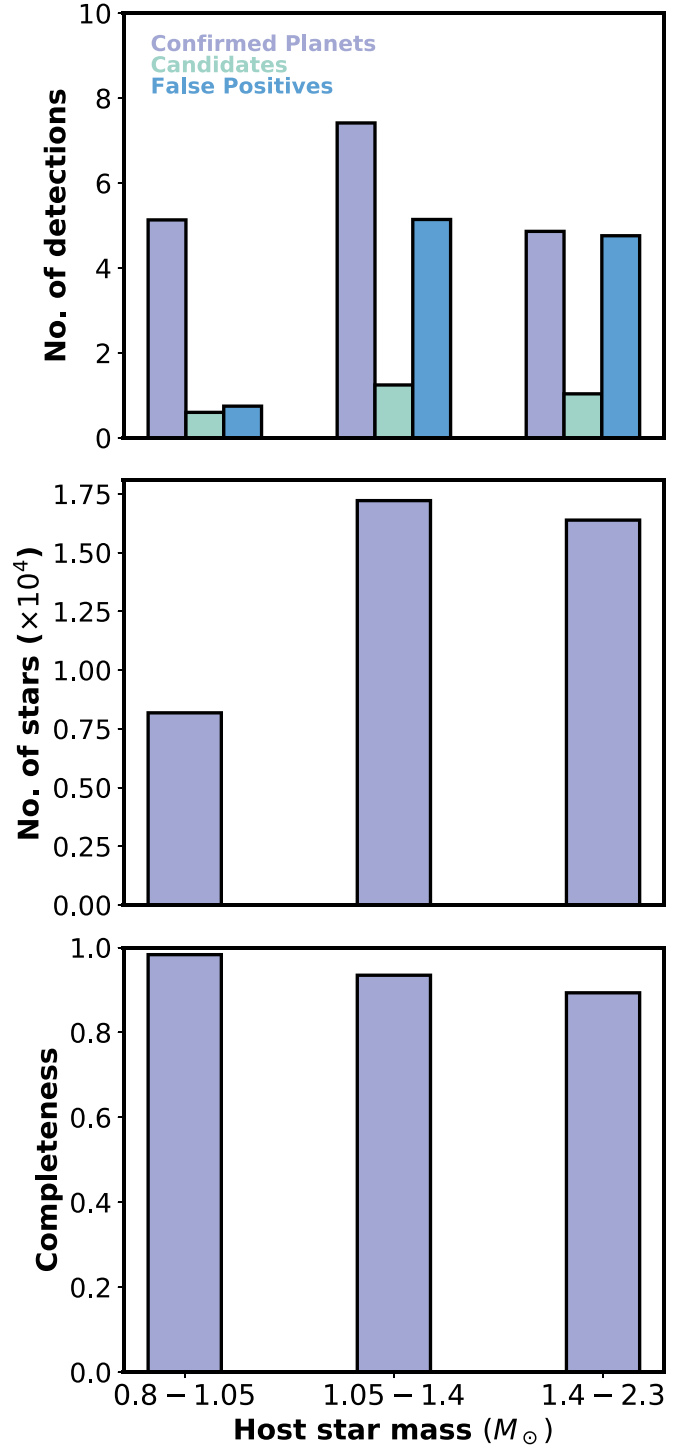 10
8
6
4
2
0
No. of detections
Confirmed Planets
Candidates
False Positives
1.75
1.50
1.25
1.00
0.75
0.50
0.25
0.00
No. of stars (×10⁴)
1.0
0.8
0.6
0.4
0.2
0.0
Completeness
0.8 − 1.05
1.05 − 1.4
1.4 − 2.3
Host star mass (M⊙)